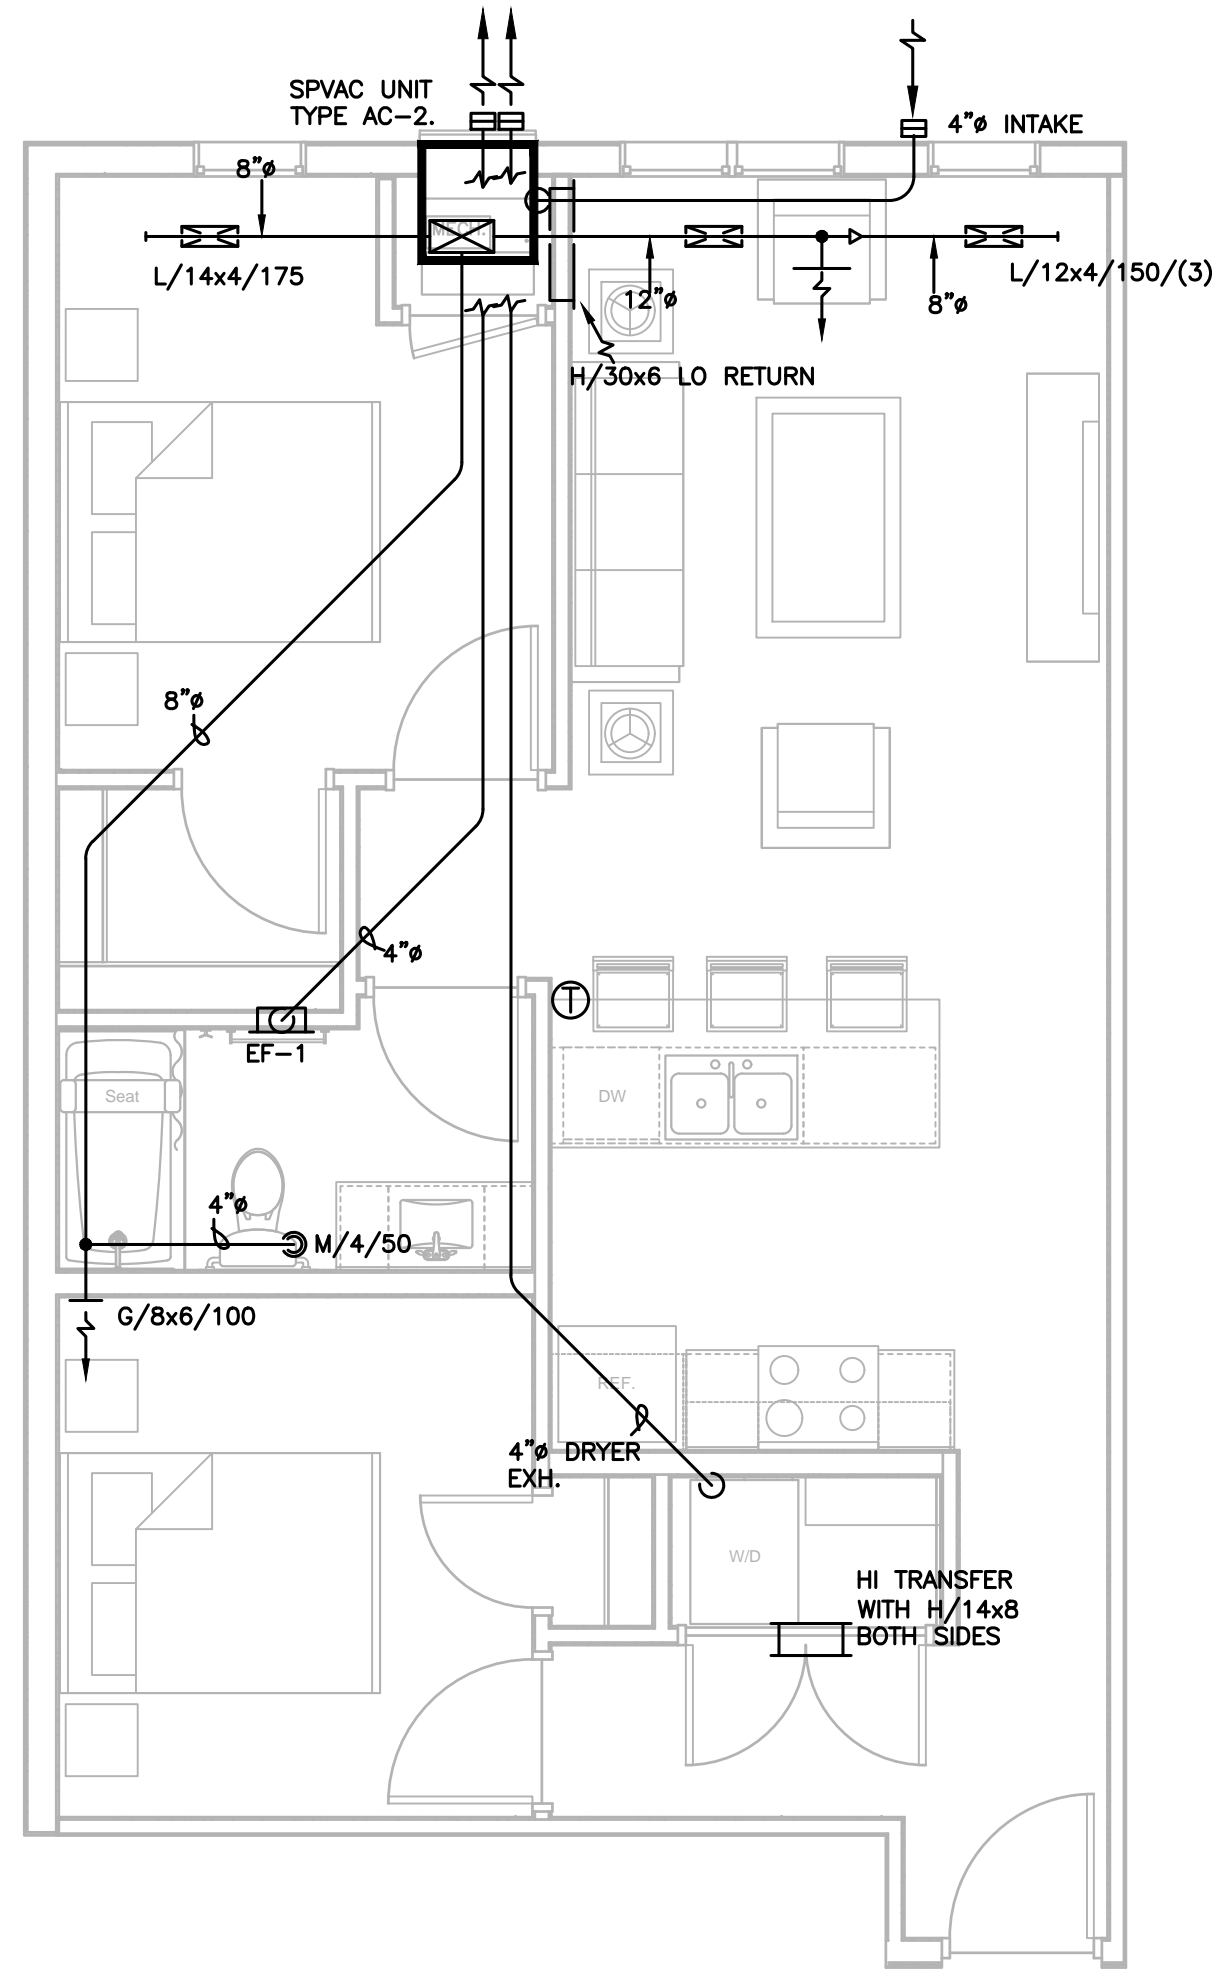 SPVAC UNIT
TYPE AC-2.
4"ø INTAKE
8"ø
MECH.
L/14x4/175
12"ø
8"ø
L/12x4/150/(3)
H/30x6 LO RETURN
8"ø
4"ø
T
EF-1
Seat
DW
4"ø
M/4/50
G/8x6/100
REF.
4"ø DRYER
EXH.
W/D
HI TRANSFER
WITH H/14x8
BOTH SIDES